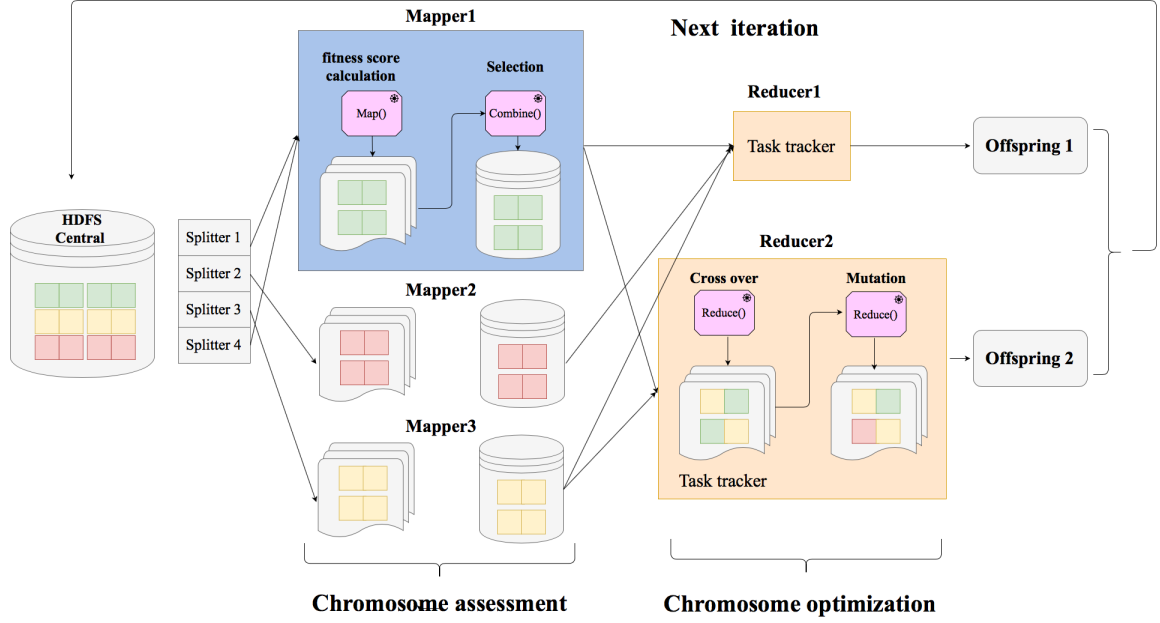 Mapper1
Next iteration
fitness score
calculation
Selection
Map()
Combine()
Reducer1
Task tracker
Offspring 1
HDFS
Central
Splitter 1
Splitter 2
Splitter 3
Splitter 4
Mapper2
Mapper3
Reducer2
Cross over
Mutation
Reduce()
Reduce()
Task tracker
Offspring 2
Chromosome assessment
Chromosome optimization